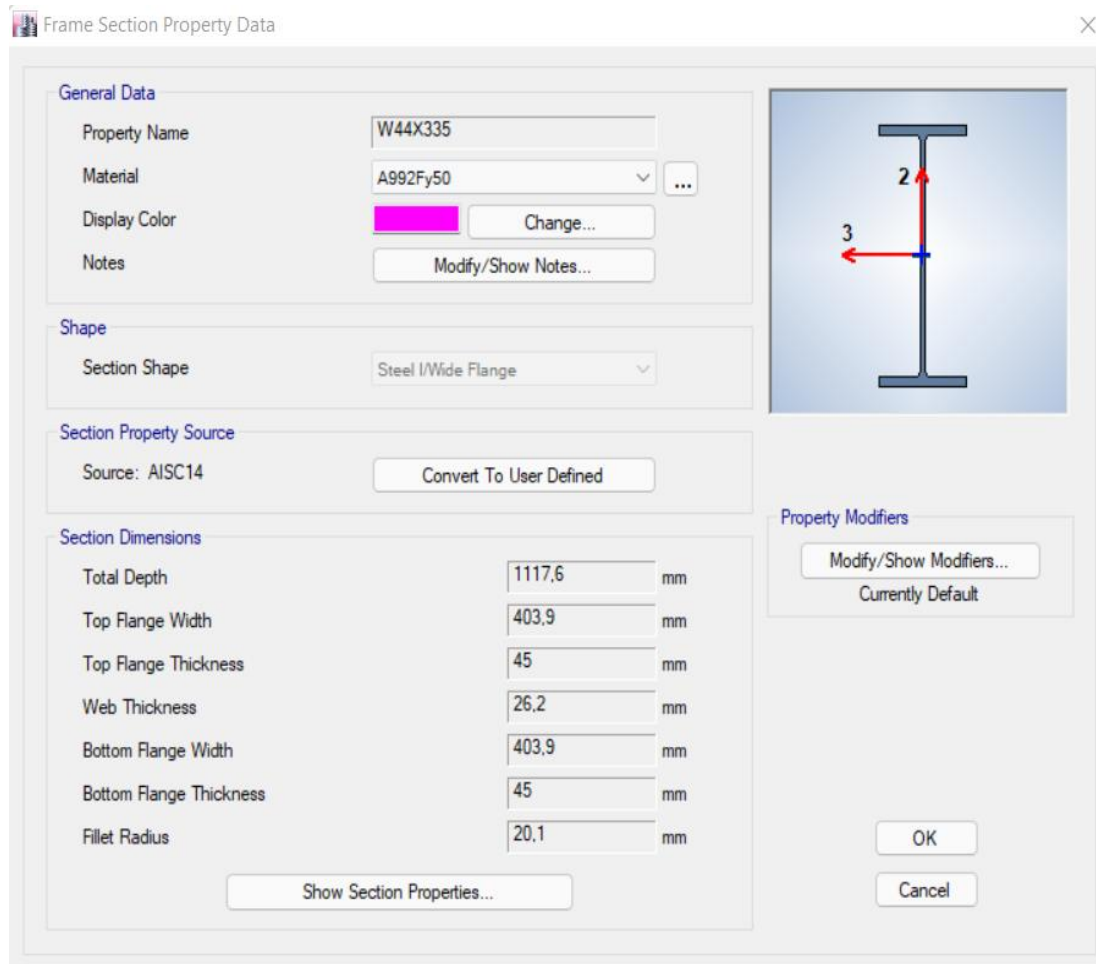 Frame Section Property Data
General Data
Property Name W44X335
Material A992Fy50 ...
Display Color Change...
Notes Modify/Show Notes...
2
3
Shape
Section Shape Steel I/Wide Flange
Section Property Source
Source: AISC14 Convert To User Defined
Property Modifiers
Modify/Show Modifiers...
Currently Default
Section Dimensions
Total Depth 1117,6 mm
Top Flange Width 403,9 mm
Top Flange Thickness 45 mm
Web Thickness 26,2 mm
Bottom Flange Width 403,9 mm
Bottom Flange Thickness 45 mm
Fillet Radius 20,1 mm
Show Section Properties...
OK
Cancel